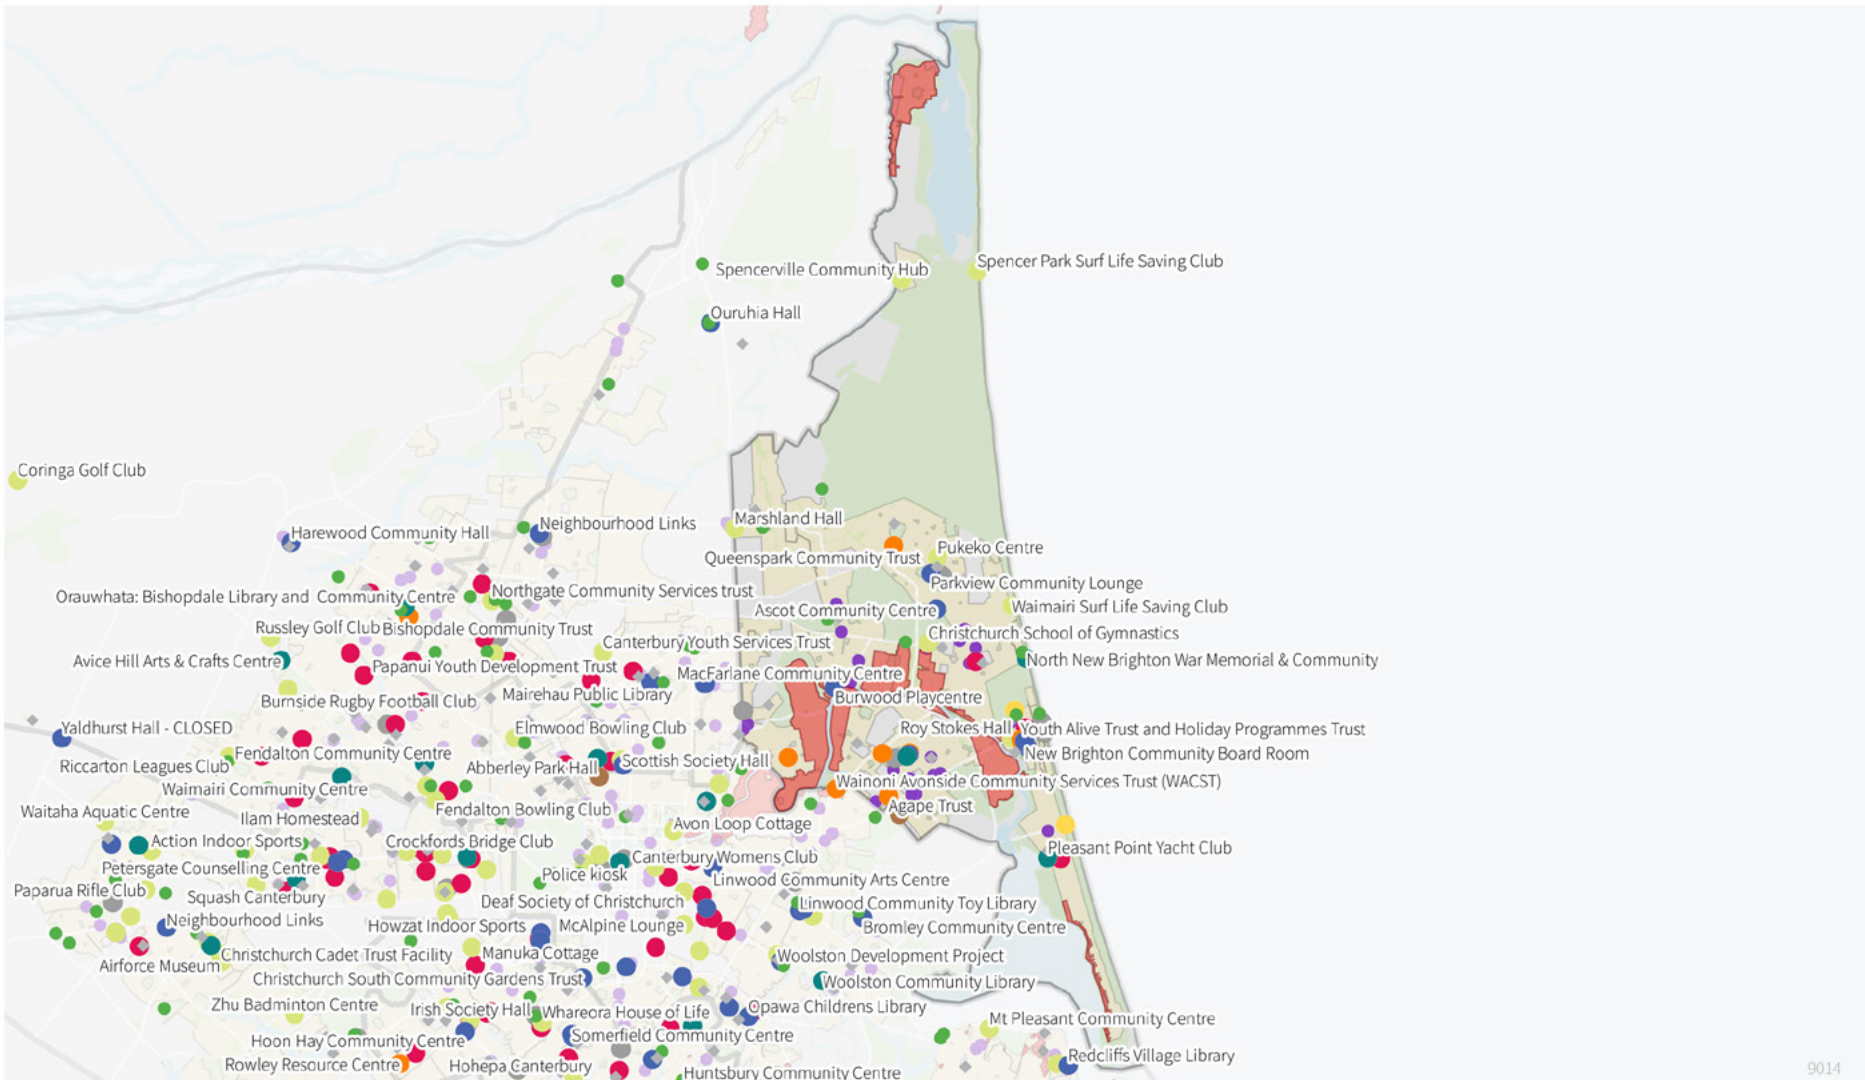 Spencer Park Surf Life Saving Club
Spencerville Community Hub
Ouruhia Hall
Coringa Golf Club
Marshland Hall
Neighbourhood Links
Harewood Community Hall
Pukeko Centre
Queenspark Community Trust
Parkview Community Lounge
Northgate Community Services trust
Orauwhata: Bishopdale Library and Community Centre
Waimairi Surf Life Saving Club
Ascot Community Centre
Russley Golf Club
Bishopdale Community Trust
Christchurch School of Gymnastics
Canterbury Youth Services Trust
Avice Hill Arts & Crafts Centre
North New Brighton War Memorial & Community
Papanui Youth Development Trust
MacFarlane Community Centre
Mairehau Public Library
Burwood Playcentre
Burnside Rugby Football Club
Yaldhurst Hall - CLOSED
Elmwood Bowling Club
Roy Stokes Hall
Youth Alive Trust and Holiday Programmes Trust
Fendalton Community Centre
New Brighton Community Board Room
Scottish Society Hall
Riccarton Leagues Club
Abberley Park Hall
Wainoni Avonside Community Services Trust (WACST)
Waimairi Community Centre
Agape Trust
Waitaha Aquatic Centre
Fendalton Bowling Club
Ilam Homestead
Avon Loop Cottage
Action Indoor Sports
Crockfords Bridge Club
Pleasant Point Yacht Club
Canterbury Womens Club
Petersgate Counselling Centre
Police kiosk
Linwood Community Arts Centre
Paparua Rifle Club
Squash Canterbury
Deaf Society of Christchurch
Linwood Community Toy Library
Neighbourhood Links
Howzat Indoor Sports
McAlpine Lounge
Bromley Community Centre
Christchurch Cadet Trust Facility
Manuka Cottage
Woolston Development Project
Airforce Museum
Christchurch South Community Gardens Trust
Woolston Community Library
Zhu Badminton Centre
Irish Society Hall
Whareora House of Life
Opawa Childrens Library
Mt Pleasant Community Centre
Hoon Hay Community Centre
Somerfield Community Centre
Redcliffs Village Library
Rowley Resource Centre
Hohepa Canterbury
Huntsbury Community Centre
9014